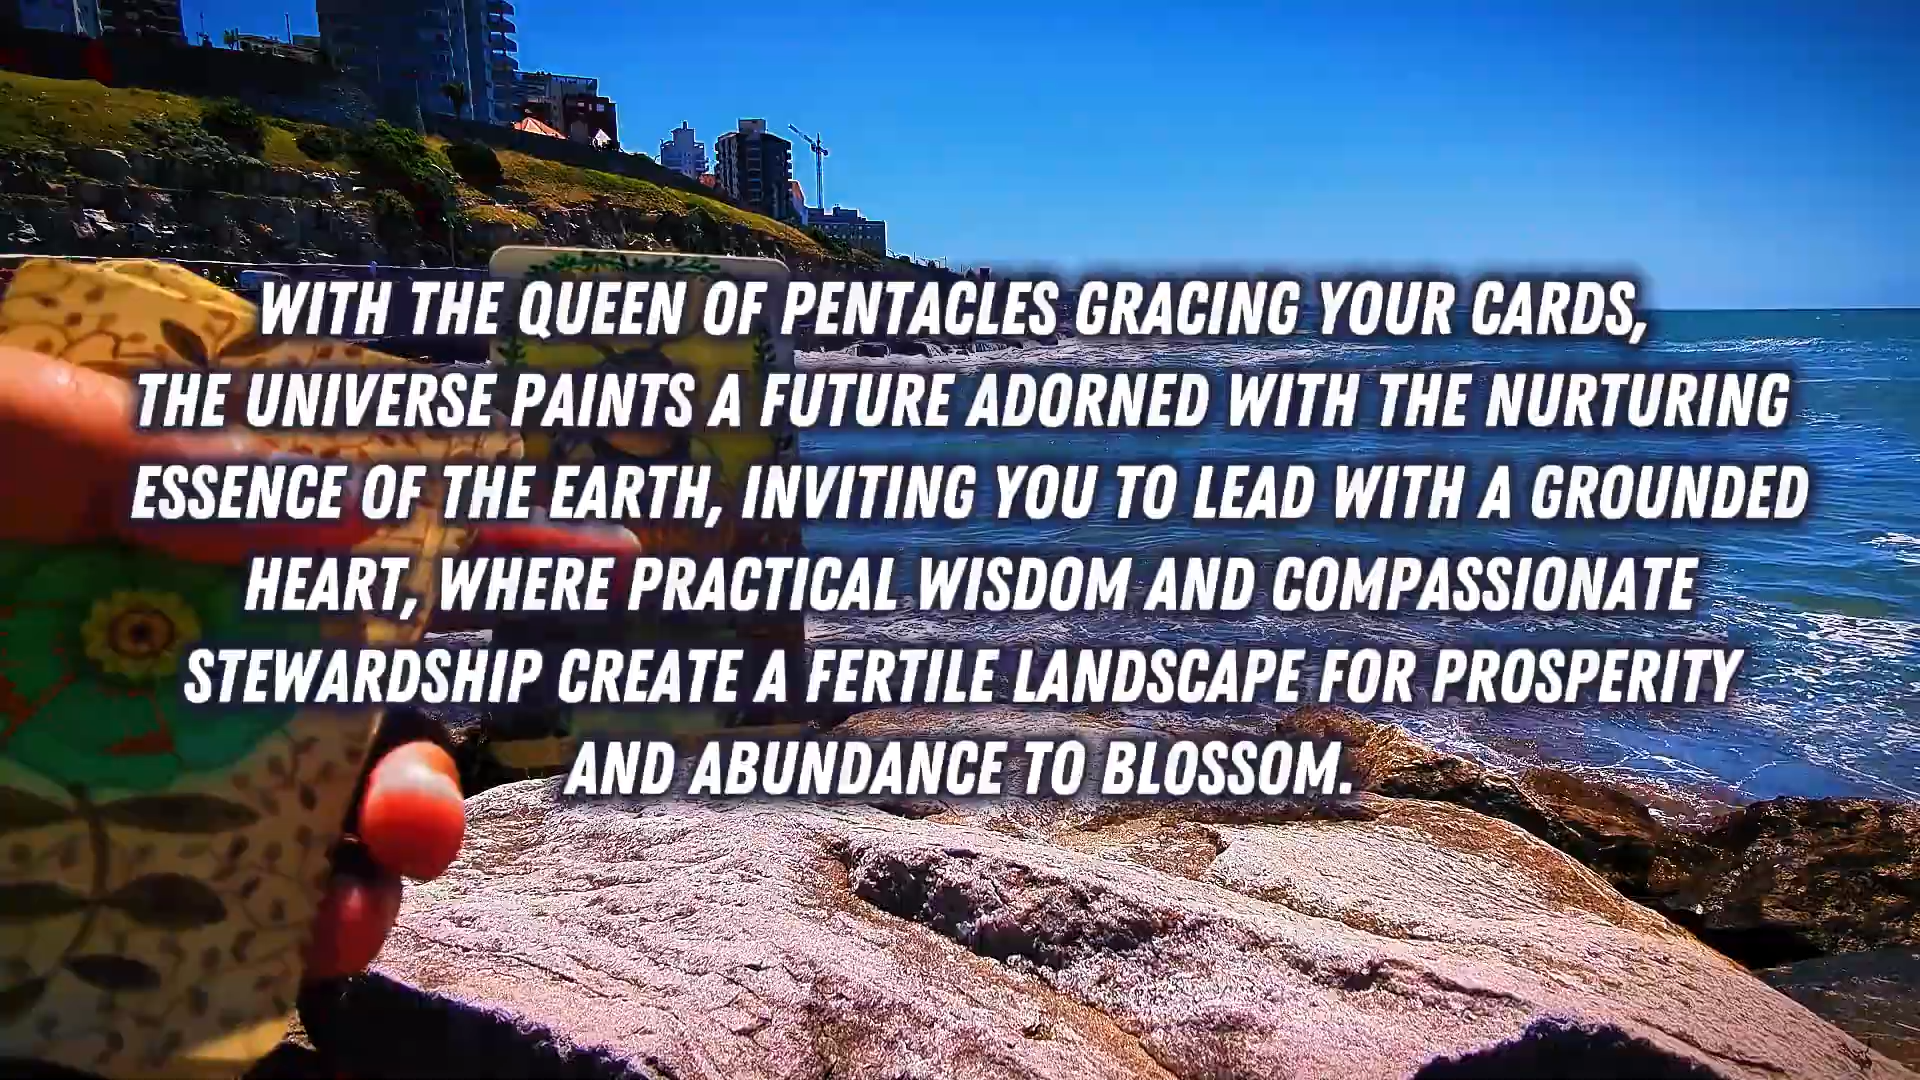 WITH THE QUEEN OF PENTACLES GRACING YOUR CARDS,
THE UNIVERSE PAINTS A FUTURE ADORNED WITH THE NURTURING
ESSENCE OF THE EARTH, INVITING YOU TO LEAD WITH A GROUNDED
HEART, WHERE PRACTICAL WISDOM AND COMPASSIONATE
STEWARDSHIP CREATE A FERTILE LANDSCAPE FOR PROSPERITY
AND ABUNDANCE TO BLOSSOM.